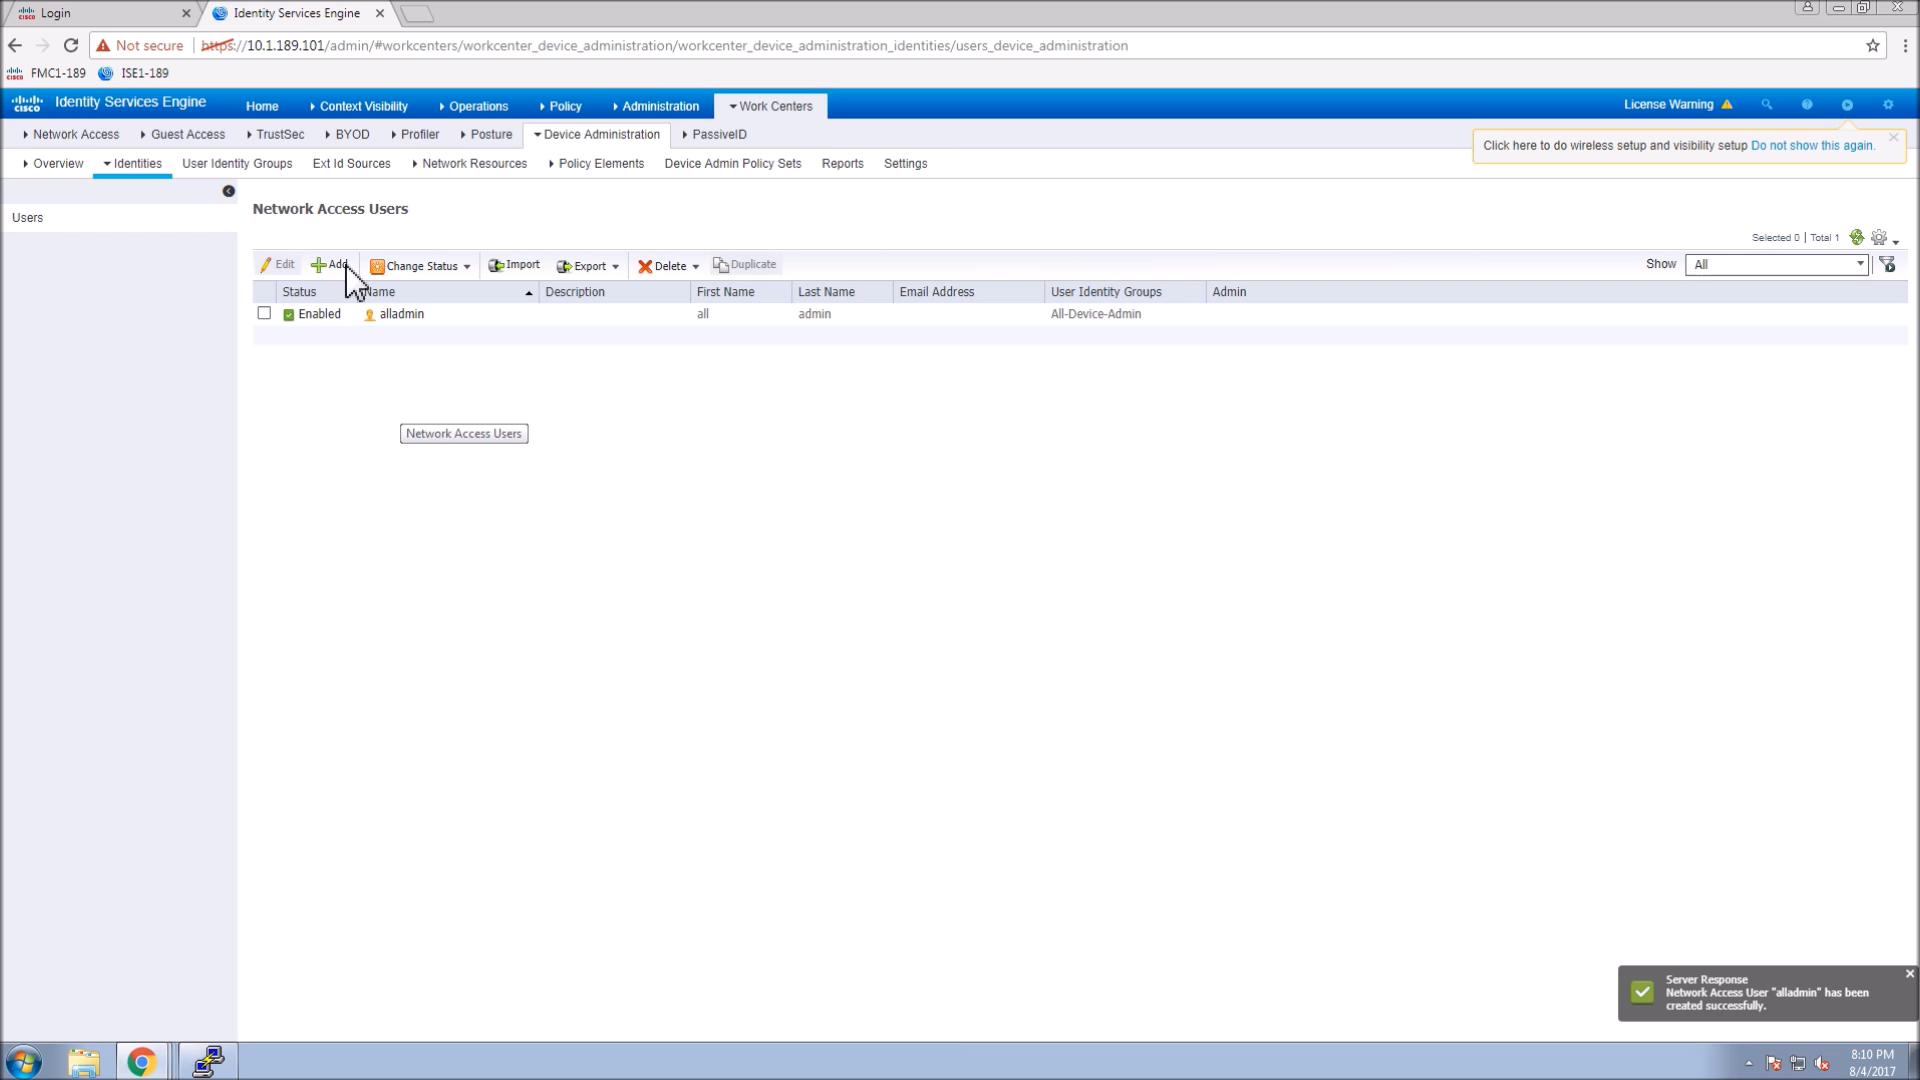 Login
Identity Services Engine
Not secure
https://10.1.189.101/admin/#workcenters/workcenter_device_administration/workcenter_device_administration_identities/users_device_administration
FMC1-189 ISE1-189
cisco Identity Services Engine Home Context Visibility Operations Policy Administration Work Centers License Warning
Network Access Guest Access TrustSec BYOD Profiler Posture Device Administration PassiveID
Click here to do wireless setup and visibility setup Do not show this again.
Overview Identities User Identity Groups Ext Id Sources Network Resources Policy Elements Device Admin Policy Sets Reports Settings
Users
Network Access Users
Selected 0 | Total 1
Edit Add Change Status Import Export Delete Duplicate Show All
Status Name Description First Name Last Name Email Address User Identity Groups Admin
Enabled alladmin all admin All-Device-Admin
Network Access Users
Server Response
Network Access User "alladmin" has been
created successfully.
8:10 PM
8/4/2017